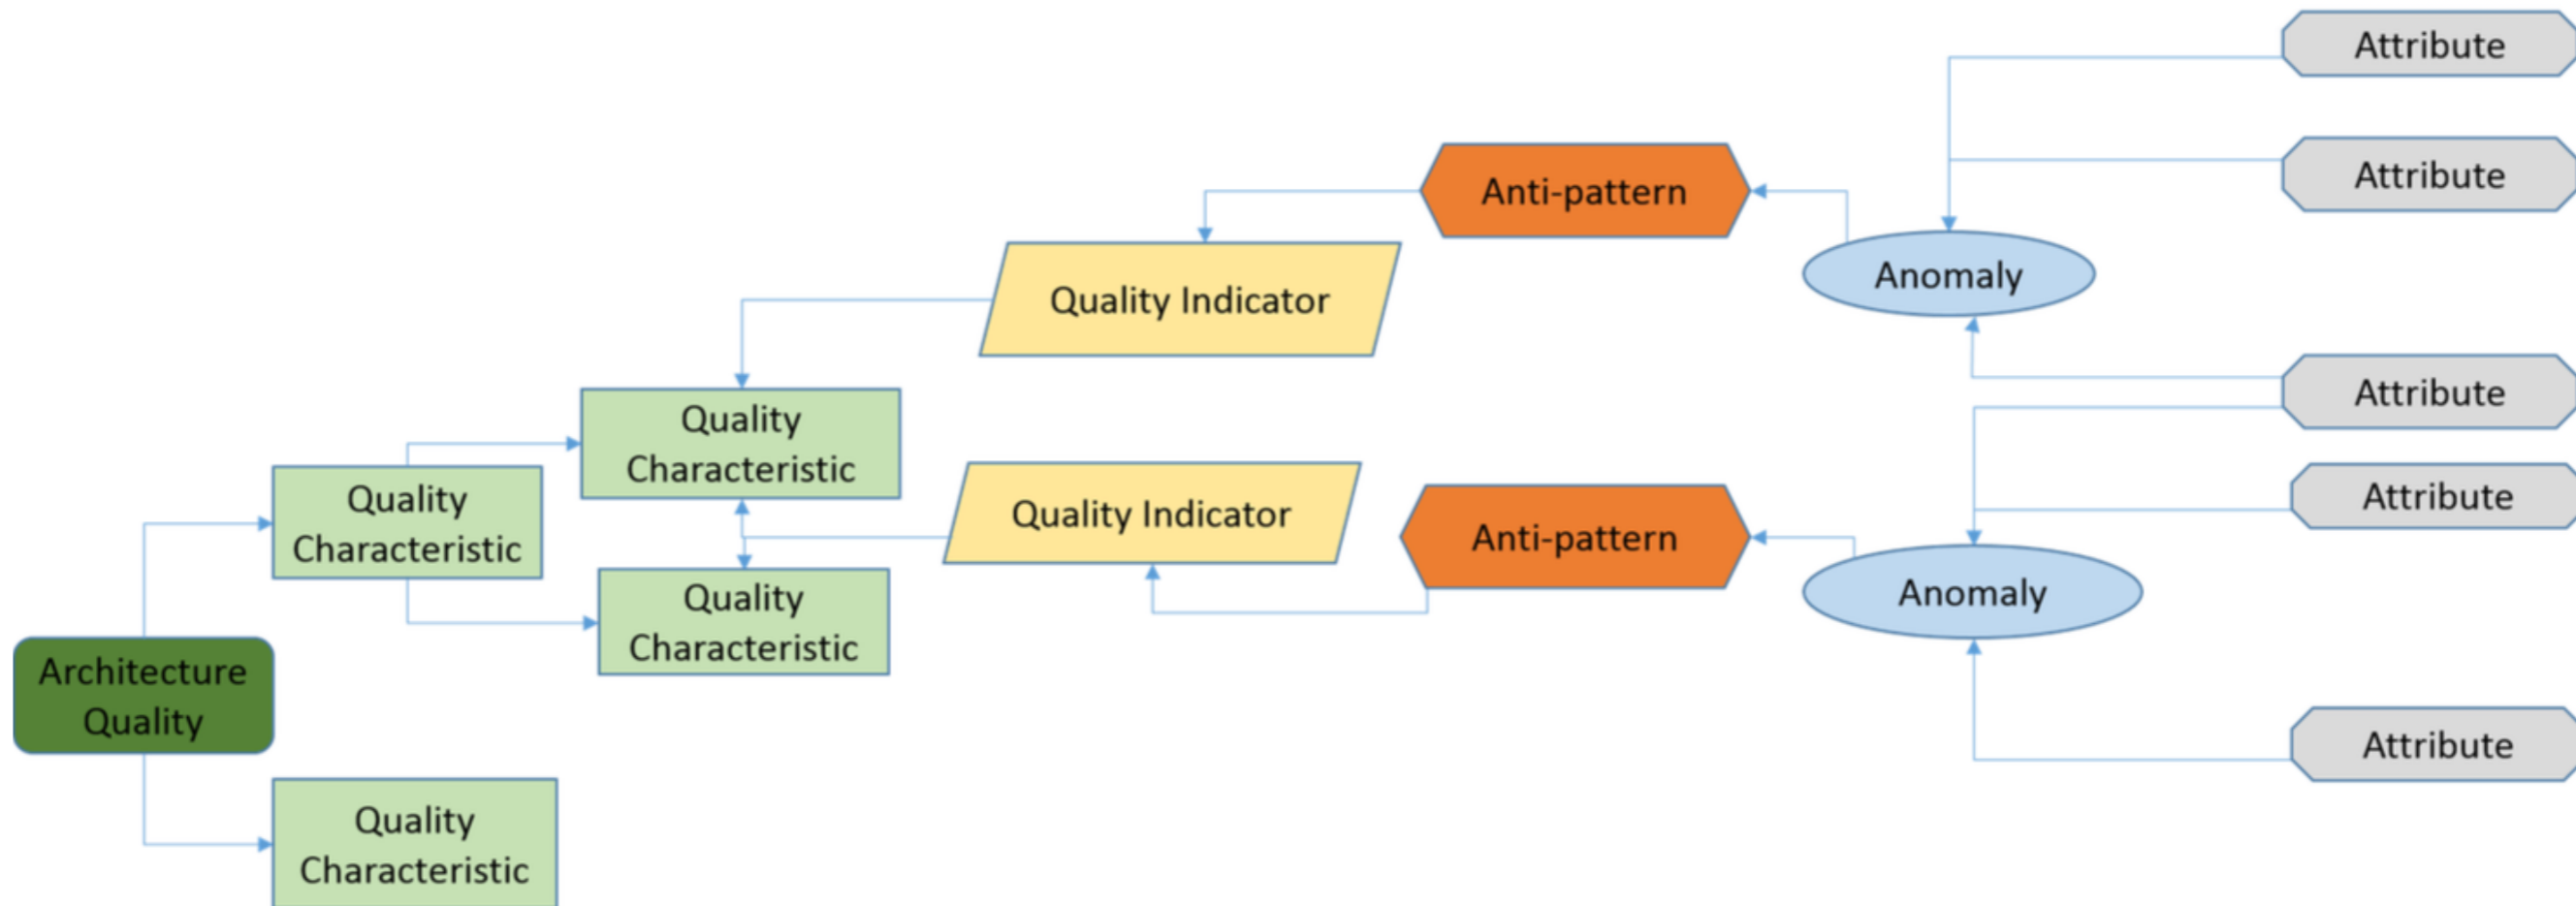 Attribute
Attribute
Anti-pattern
Anomaly
Quality Indicator
Attribute
Quality
Characteristic
Attribute
Quality
Characteristic
Quality Indicator
Anti-pattern
Anomaly
Quality
Characteristic
Architecture
Quality
Attribute
Quality
Characteristic